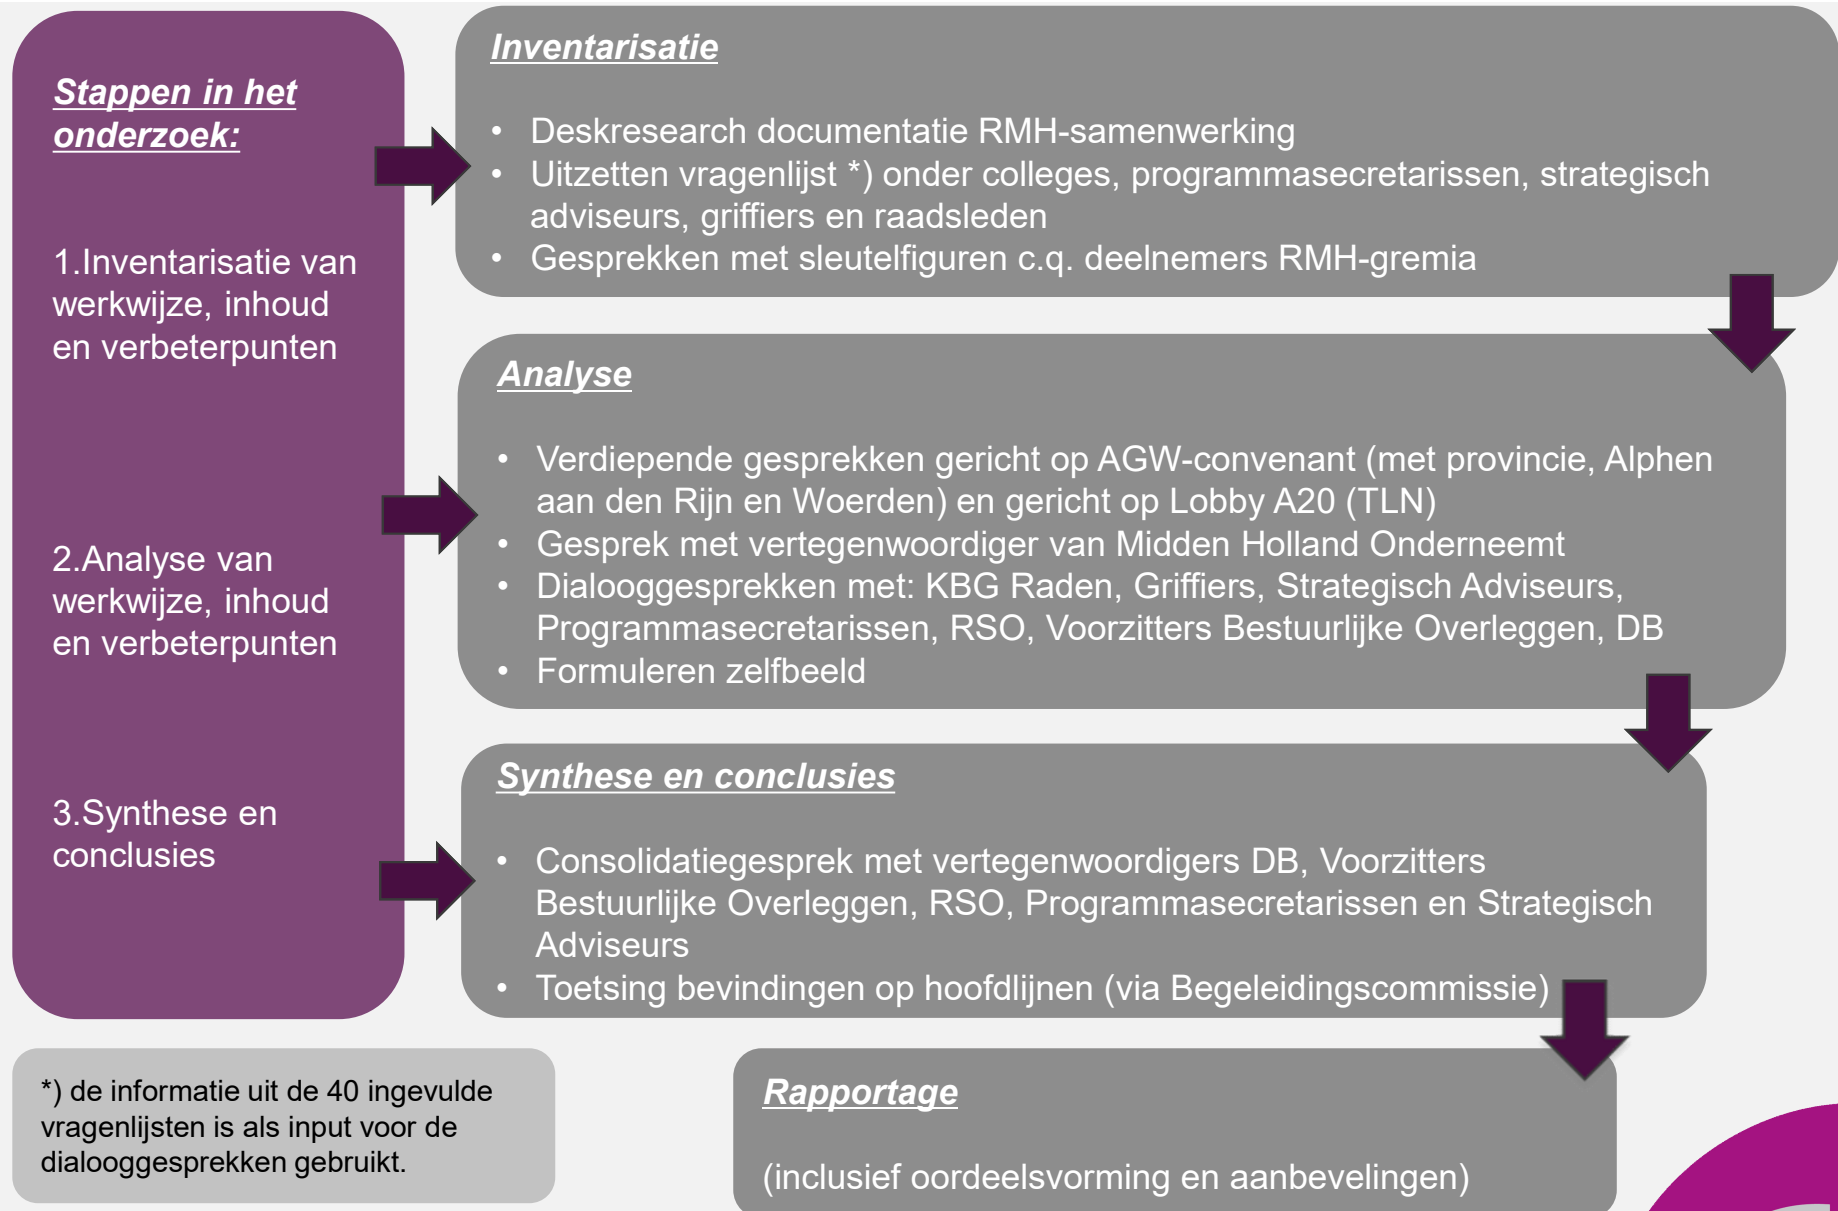 Stappen in het
onderzoek:
1.Inventarisatie van
werkwijze, inhoud
en verbeterpunten
2.Analyse van
werkwijze, inhoud
en verbeterpunten
3.Synthese en
conclusies
Inventarisatie
• Deskresearch documentatie RMH-samenwerking
• Uitzetten vragenlijst *) onder colleges, programmasecretarissen, strategisch
adviseurs, griffiers en raadsleden
• Gesprekken met sleutelfiguren c.q. deelnemers RMH-gremia
Analyse
• Verdiepende gesprekken gericht op AGW-convenant (met provincie, Alphen
aan den Rijn en Woerden) en gericht op Lobby A20 (TLN)
• Gesprek met vertegenwoordiger van Midden Holland Onderneemt
• Dialooggesprekken met: KBG Raden, Griffiers, Strategisch Adviseurs,
Programmasecretarissen, RSO, Voorzitters Bestuurlijke Overleggen, DB
• Formuleren zelfbeeld
Synthese en conclusies
• Consolidatiegesprek met vertegenwoordigers DB, Voorzitters
Bestuurlijke Overleggen, RSO, Programmasecretarissen en Strategisch
Adviseurs
• Toetsing bevindingen op hoofdlijnen (via Begeleidingscommissie)
*) de informatie uit de 40 ingevulde
vragenlijsten is als input voor de
dialooggesprekken gebruikt.
Rapportage
(inclusief oordeelsvorming en aanbevelingen)